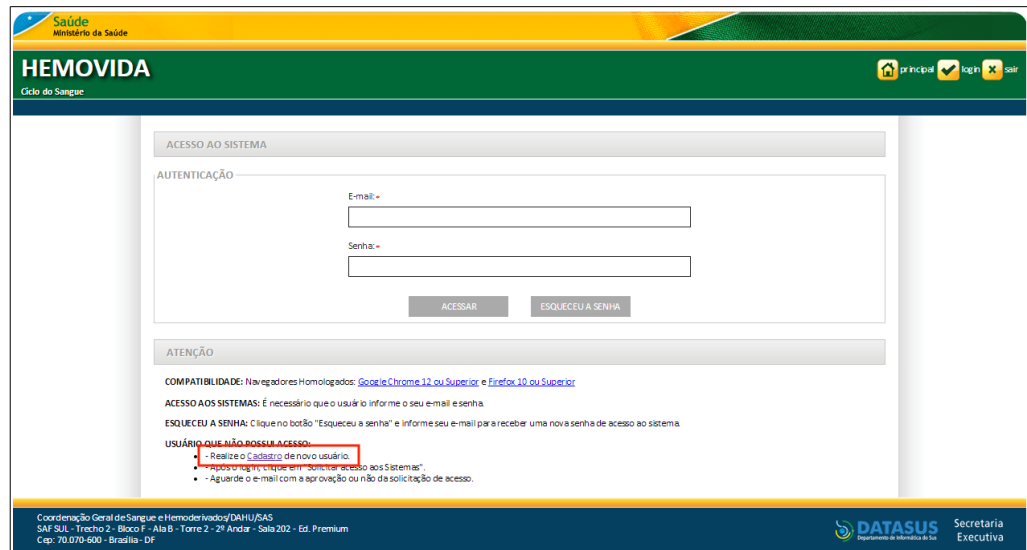 Saúde
Ministério da Saúde
HEMOVIDA
Ciclo do Sangue
principal login sair
ACESSO AO SISTEMA
AUTENTICAÇÃO
E-mail:*
Senha:*
ACESSAR ESQUECEU A SENHA
ATENÇÃO
COMPATIBILIDADE: Navegadores Homologados: Google Chrome 12 ou Superior e Firefox 10 ou Superior
ACESSO AOS SISTEMAS: É necessário que o usuário informe o seu e-mail e senha.
ESQUECEU A SENHA: Clique no botão "Esqueceu a senha" e informe seu e-mail para receber uma nova senha de acesso ao sistema.
USUÁRIO QUE NÃO POSSUI ACESSO:
• - Realize o Cadastro de novo usuário.
• - Após o login, clique em "Solicitar acesso aos Sistemas".
• - Aguarde o e-mail com a aprovação ou não da solicitação de acesso.
Coordenação Geral de Sangue e Hemoderivados/DAHU/SAS
SAF SUL - Trecho 2 - Bloco F - Ala B - Torre 2 - 2º Andar - Sala 202 - Ed. Premium
Cep: 70.070-600 - Brasília - DF
DATASUS
Departamento de Informática do Sus
Secretaria
Executiva